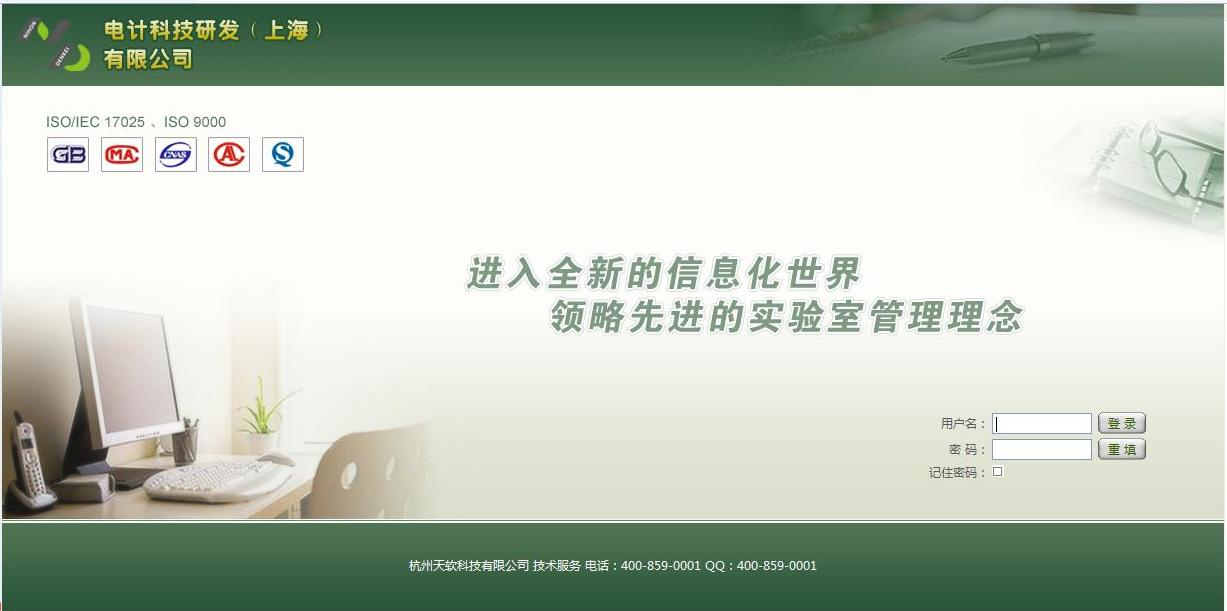 NIHON
DENKEI
电计科技研发（上海）
有限公司
ISO/IEC 17025 、ISO 9000
GB
MA
CNAS
AL
S
进入全新的信息化世界
领略先进的实验室管理理念
用户名：
登 录
密 码：
重 填
记住密码：
杭州天软科技有限公司 技术服务 电话：400-859-0001 QQ：400-859-0001